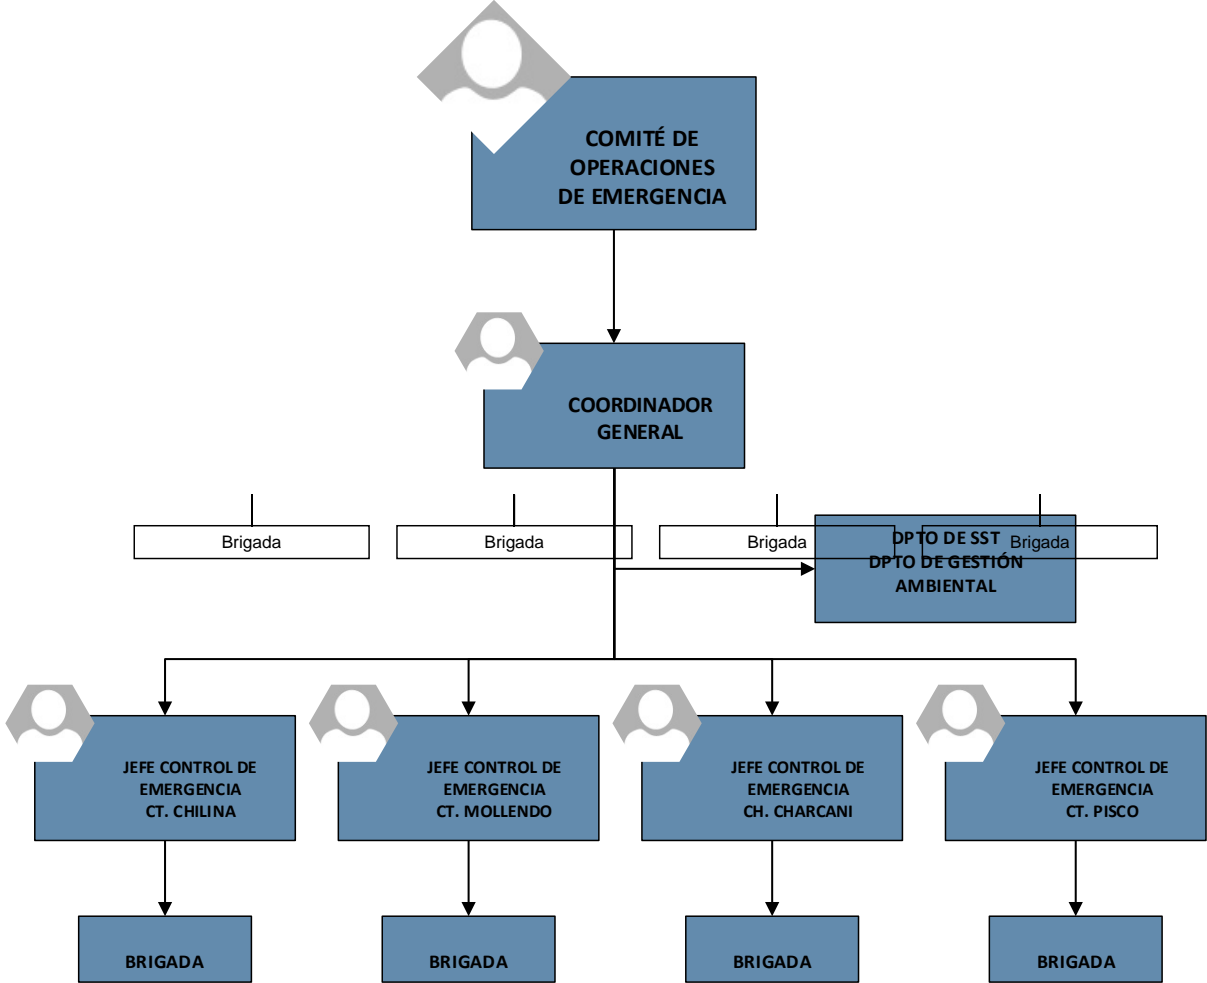 COMITÉ DE
OPERACIONES
DE EMERGENCIA
COORDINADOR
GENERAL
Brigada
Brigada
Brigada
Brigada
DPTO DE SST
DPTO DE GESTIÓN
AMBIENTAL
JEFE CONTROL DE
EMERGENCIA
CT. CHILINA
JEFE CONTROL DE
EMERGENCIA
CT. MOLLENDO
JEFE CONTROL DE
EMERGENCIA
CH. CHARCANI
JEFE CONTROL DE
EMERGENCIA
CT. PISCO
BRIGADA
BRIGADA
BRIGADA
BRIGADA